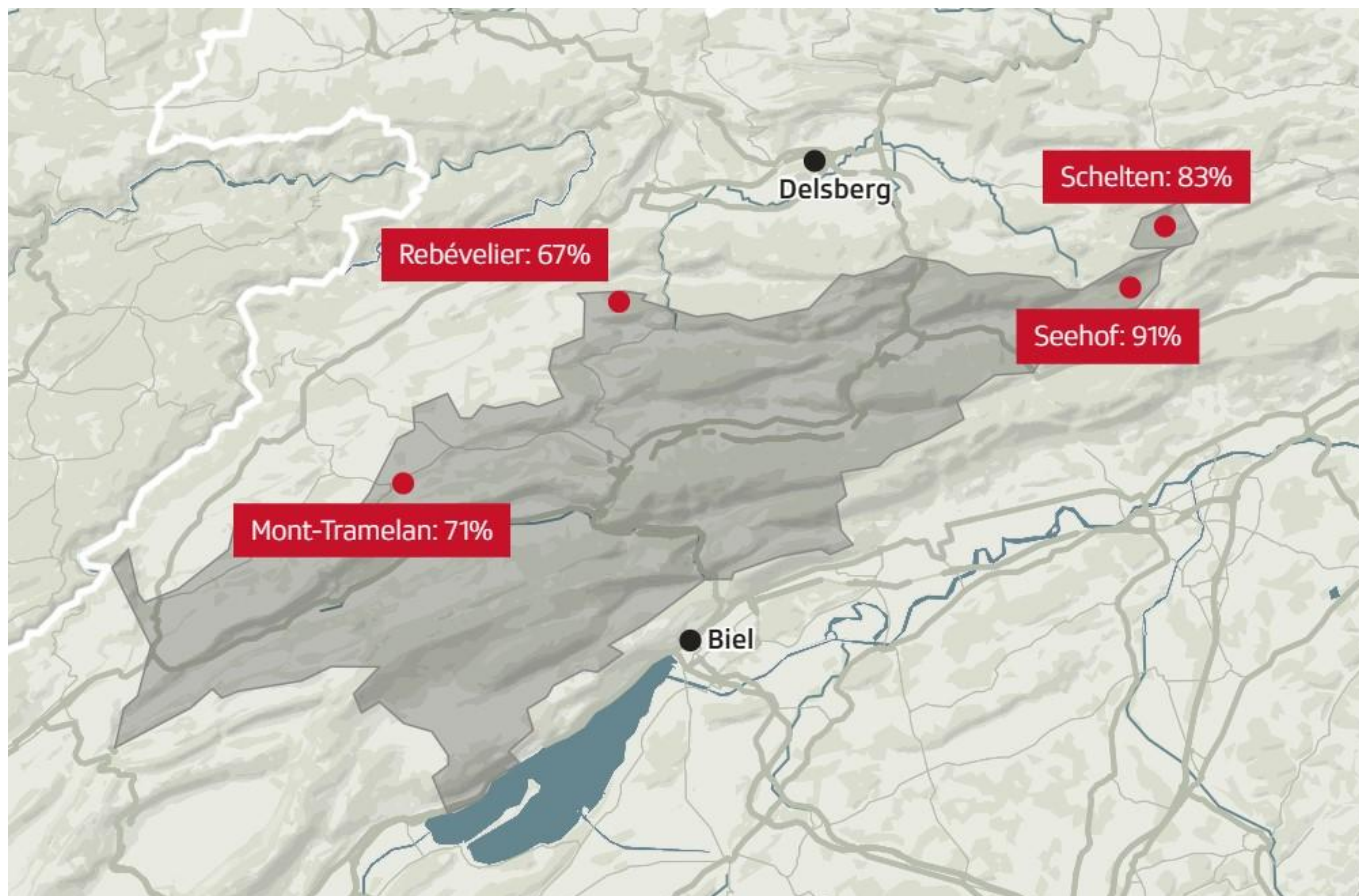 Delsberg
Schelten: 83%
Rebévelier: 67%
Seehof: 91%
Mont-Tramelan: 71%
Biel